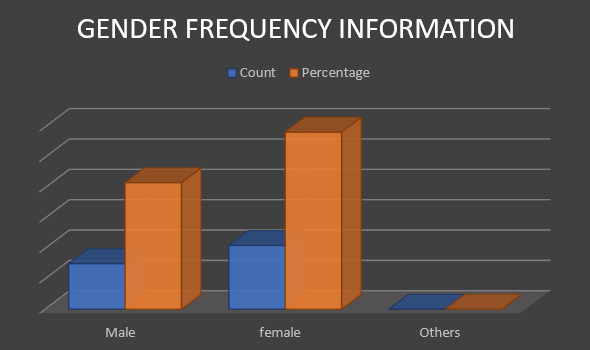 GENDER FREQUENCY INFORMATION
Count Percentage
Male female Others